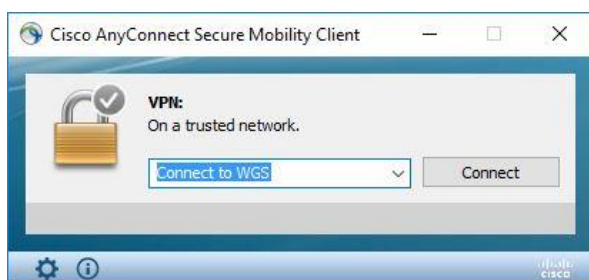 Cisco AnyConnect Secure Mobility Client
VPN:
On a trusted network.
Connect to WGS
Connect
cisco